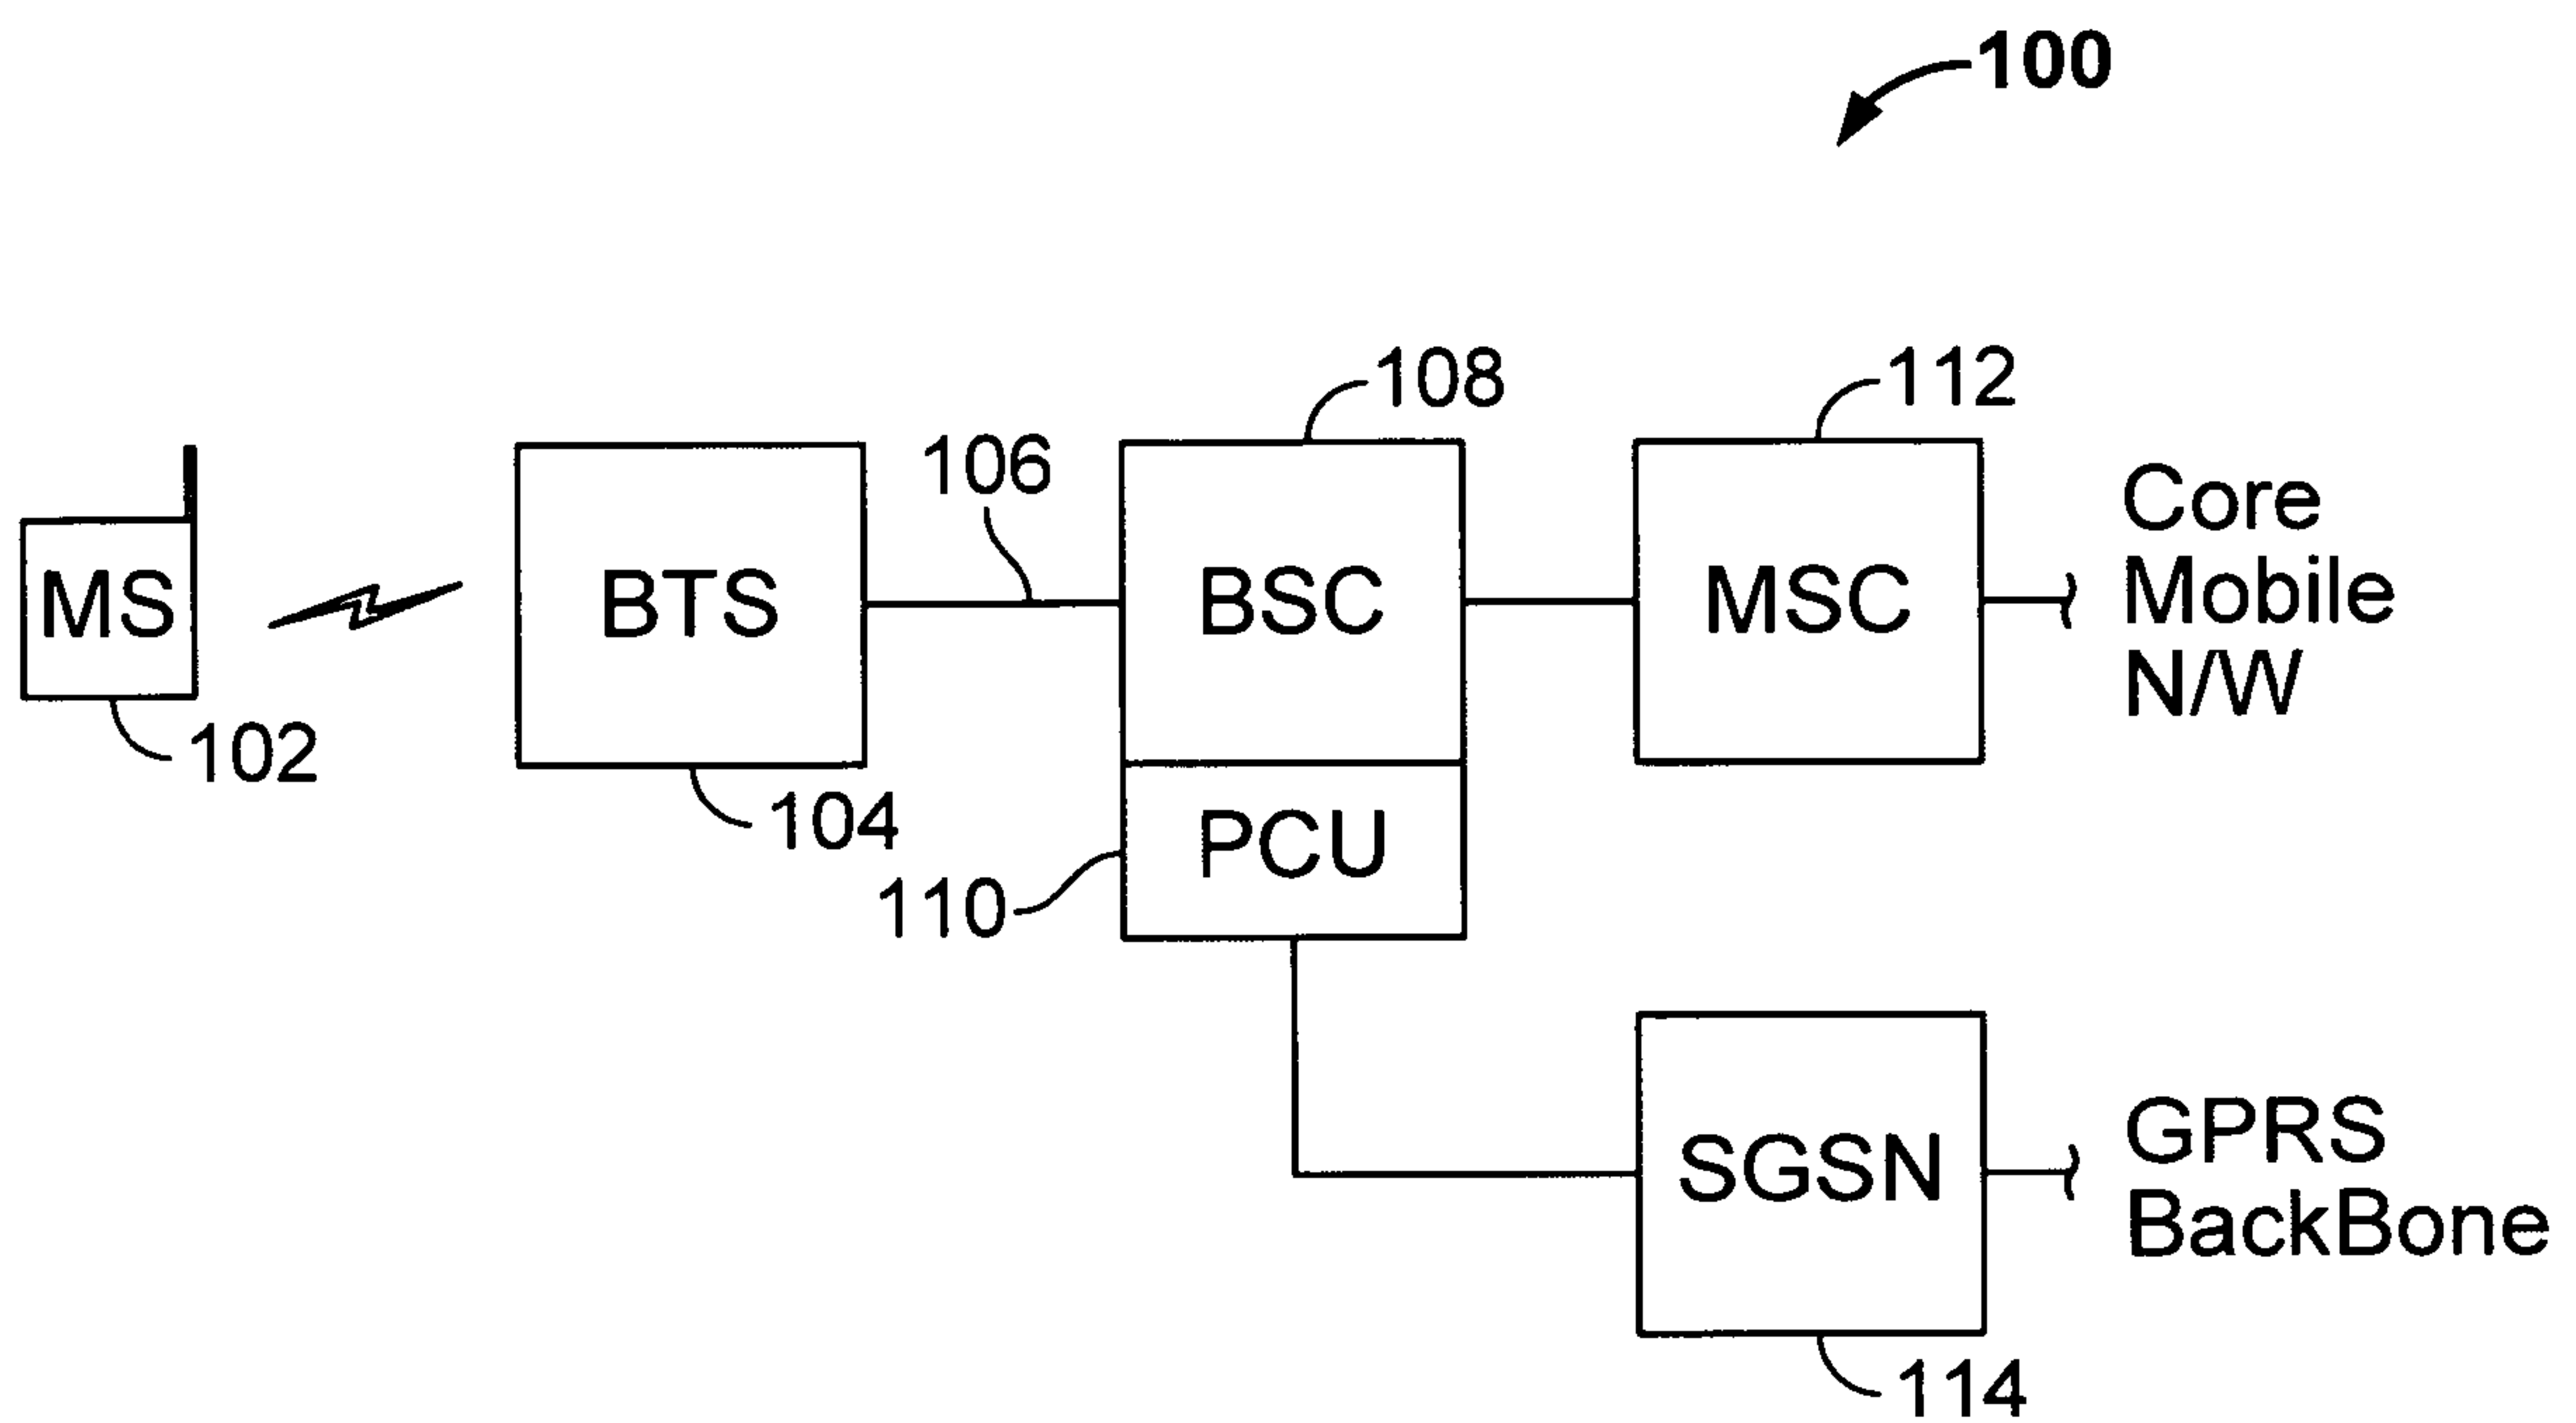 100
108
112
106
Core
Mobile
N/W
MS
BTS
BSC
MSC
102
104
PCU
110
GPRS
BackBone
SGSN
114